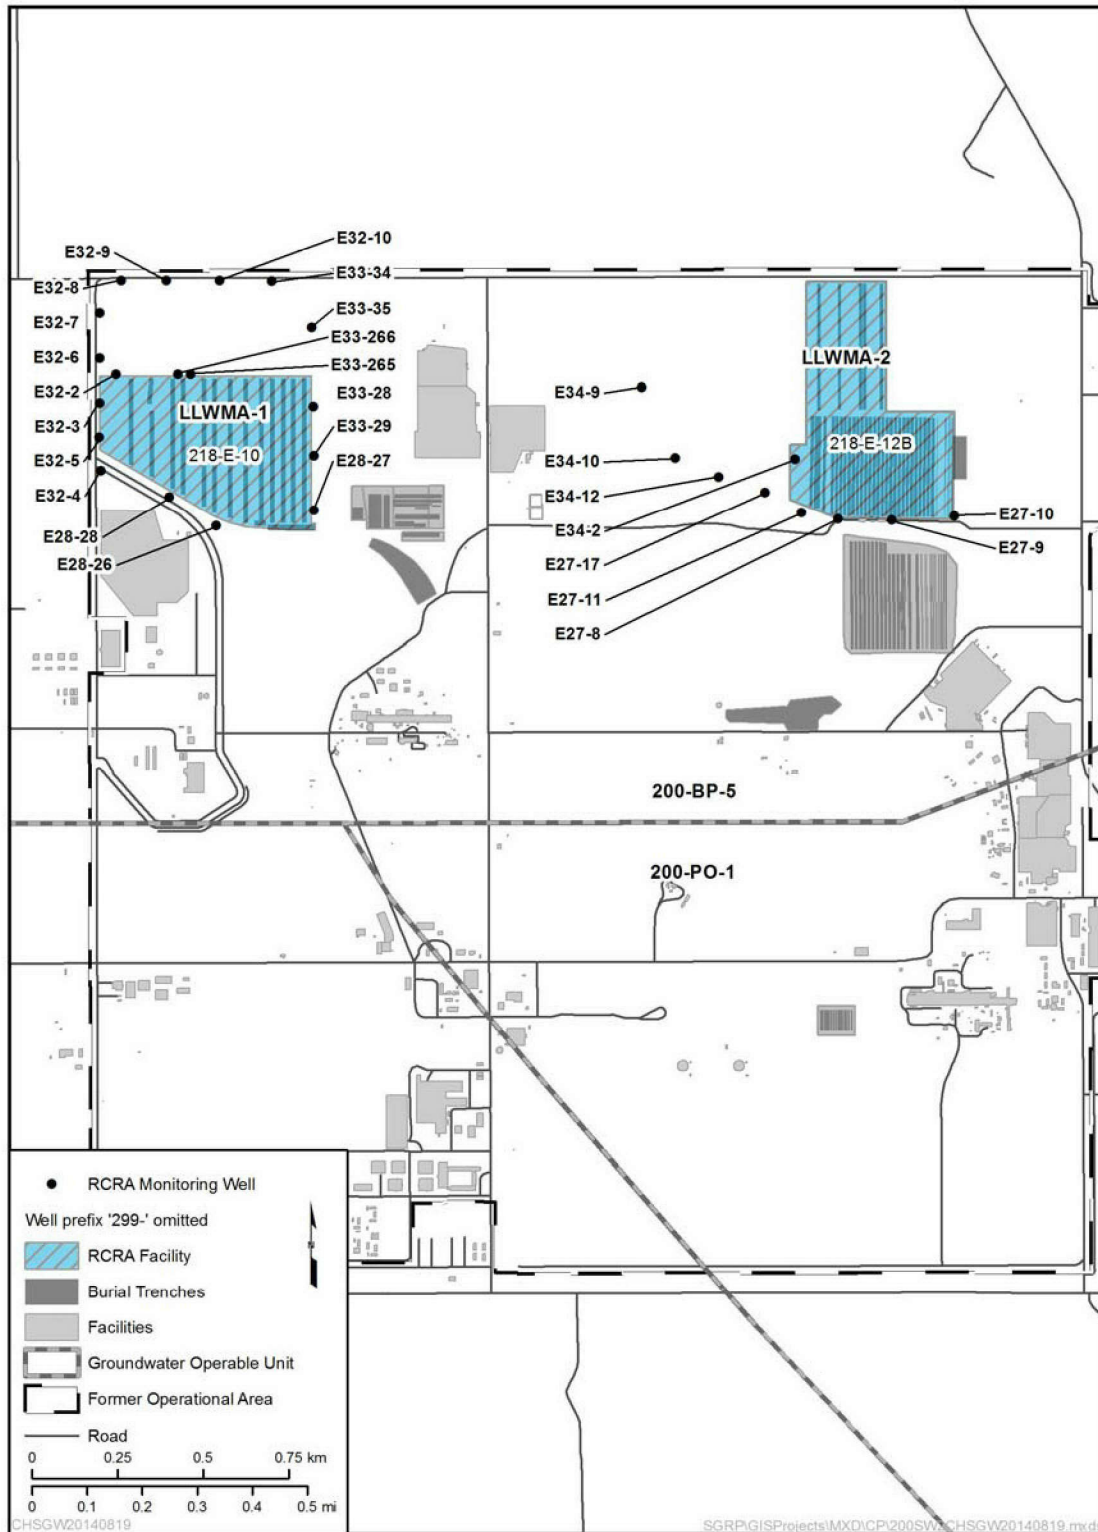 E32-10
E32-9
E33-34
E32-8
E33-35
E32-7
E33-266
E32-6
E33-265
LLWMA-2
E32-2
E33-28
E34-9
LLWMA-1
E32-3
E33-29
218-E-12B
218-E-10
E32-5
E28-27
E34-10
E32-4
E34-12
E27-10
E28-28
E34-2
E27-9
E28-26
E27-17
E27-11
E27-8
200-BP-5
200-PO-1
RCRA Monitoring Well
Well prefix '299-' omitted
RCRA Facility
Burial Trenches
Facilities
Groundwater Operable Unit
Former Operational Area
Road
0 0.25 0.5 0.75 km
0 0.1 0.2 0.3 0.4 0.5 mi
CHSGW20140819